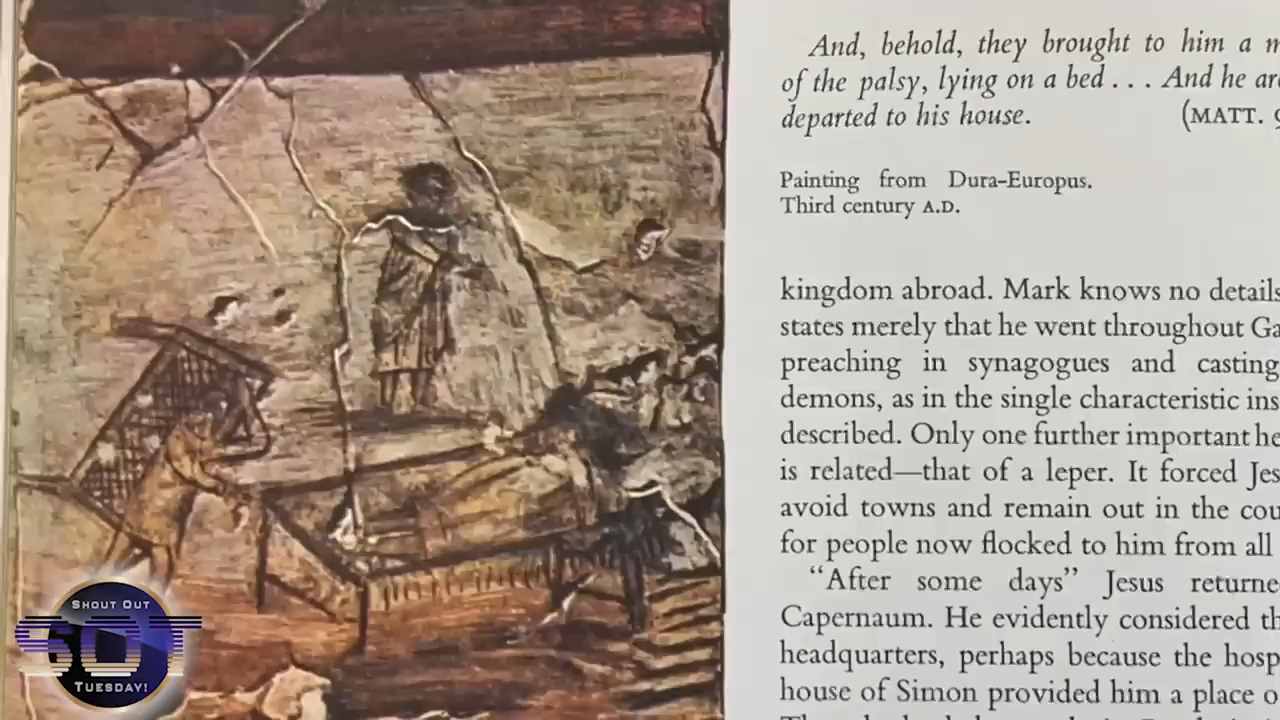 And, behold, they brought to him a
of the palsy, lying on a bed . . . And he
departed to his house. (MATT.
Painting from Dura-Europus.
Third century A.D.
kingdom abroad. Mark knows no details
states merely that he went throughout
preaching in synagogues and casting
demons, as in the single characteristic
described. Only one further important
is related—that of a leper. It forced
avoid towns and remain out in the
for people now flocked to him from all
"After some days" Jesus
Capernaum. He evidently considered
headquarters, perhaps because the
house of Simon provided him a place
SHOUT OUT
SOT
TUESDAY!